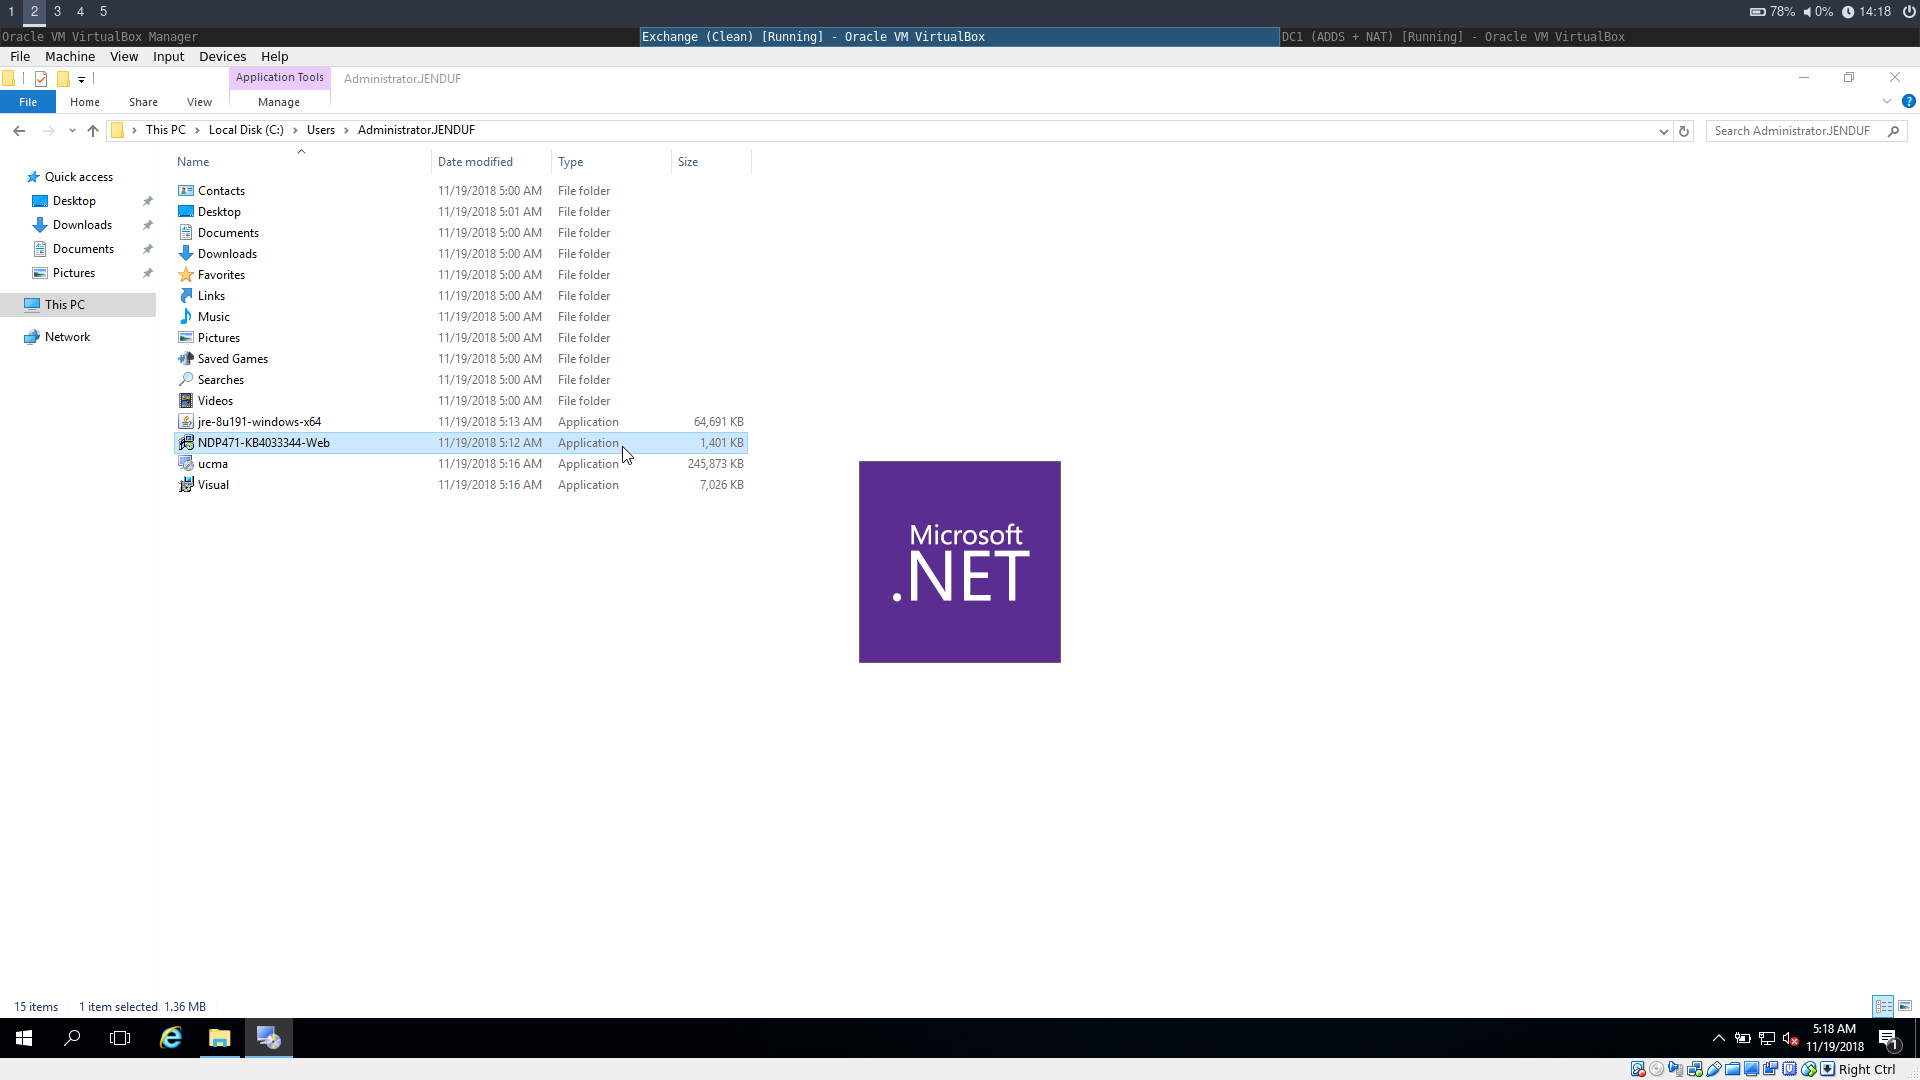 1 2 3 4 5 78% 0% 14:18
Oracle VM VirtualBox Manager Exchange (Clean) [Running] - Oracle VM VirtualBox DC1 (ADDS + NAT) [Running] - Oracle VM VirtualBox
File Machine View Input Devices Help
Application Tools Administrator.JENDUF
File Home Share View Manage
This PC Local Disk (C:) Users Administrator.JENDUF Search Administrator.JENDUF
Name Date modified Type Size
Quick access
Desktop
Downloads
Documents
Pictures
This PC
Network
Contacts 11/19/2018 5:00 AM File folder
Desktop 11/19/2018 5:01 AM File folder
Documents 11/19/2018 5:00 AM File folder
Downloads 11/19/2018 5:00 AM File folder
Favorites 11/19/2018 5:00 AM File folder
Links 11/19/2018 5:00 AM File folder
Music 11/19/2018 5:00 AM File folder
Pictures 11/19/2018 5:00 AM File folder
Saved Games 11/19/2018 5:00 AM File folder
Searches 11/19/2018 5:00 AM File folder
Videos 11/19/2018 5:00 AM File folder
jre-8u191-windows-x64 11/19/2018 5:13 AM Application 64,691 KB
NDP471-KB4033344-Web 11/19/2018 5:12 AM Application 1,401 KB
ucma 11/19/2018 5:16 AM Application 245,873 KB
Visual 11/19/2018 5:16 AM Application 7,026 KB
Microsoft
.NET
15 items 1 item selected 1.36 MB
5:18 AM
11/19/2018
1
Right Ctrl